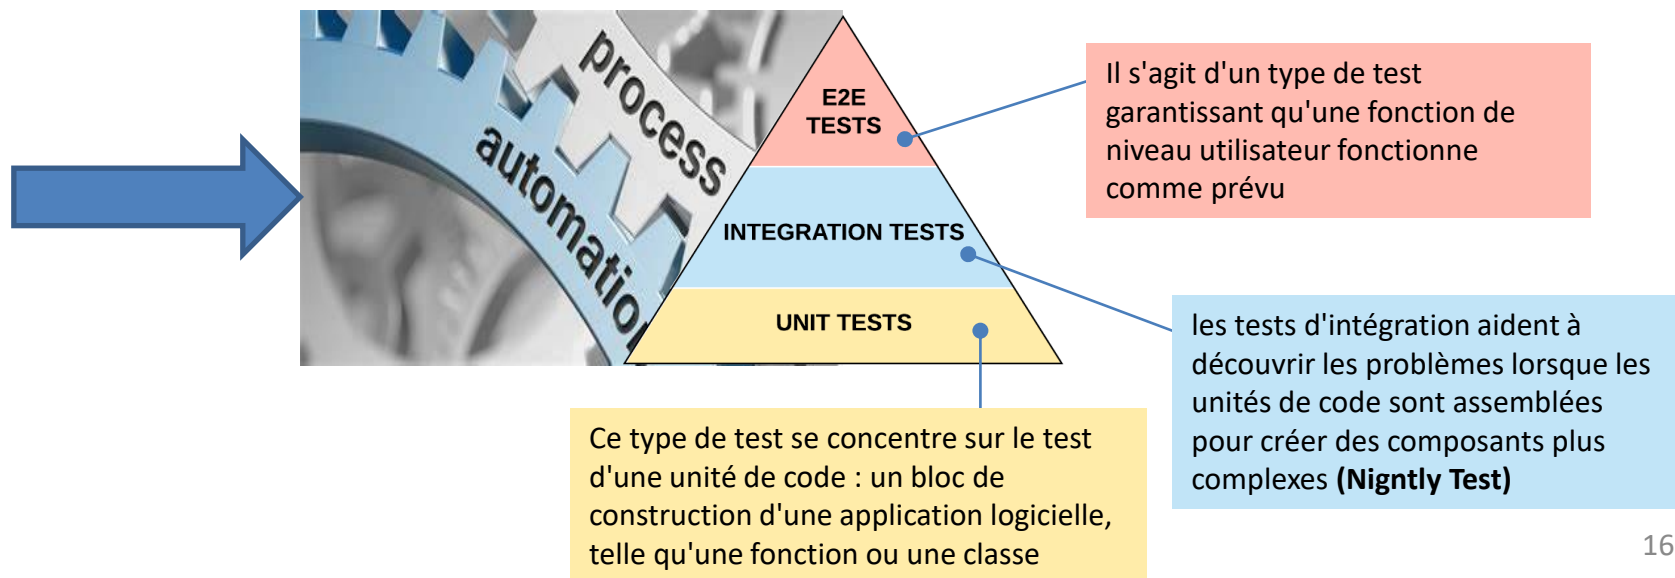 process
automation
E2E
TESTS
INTEGRATION TESTS
UNIT TESTS
Il s'agit d'un type de test
garantissant qu'une fonction de
niveau utilisateur fonctionne
comme prévu
les tests d'intégration aident à
découvrir les problèmes lorsque les
unités de code sont assemblées
pour créer des composants plus
complexes (Nigntly Test)
Ce type de test se concentre sur le test
d'une unité de code : un bloc de
construction d'une application logicielle,
telle qu'une fonction ou une classe
16